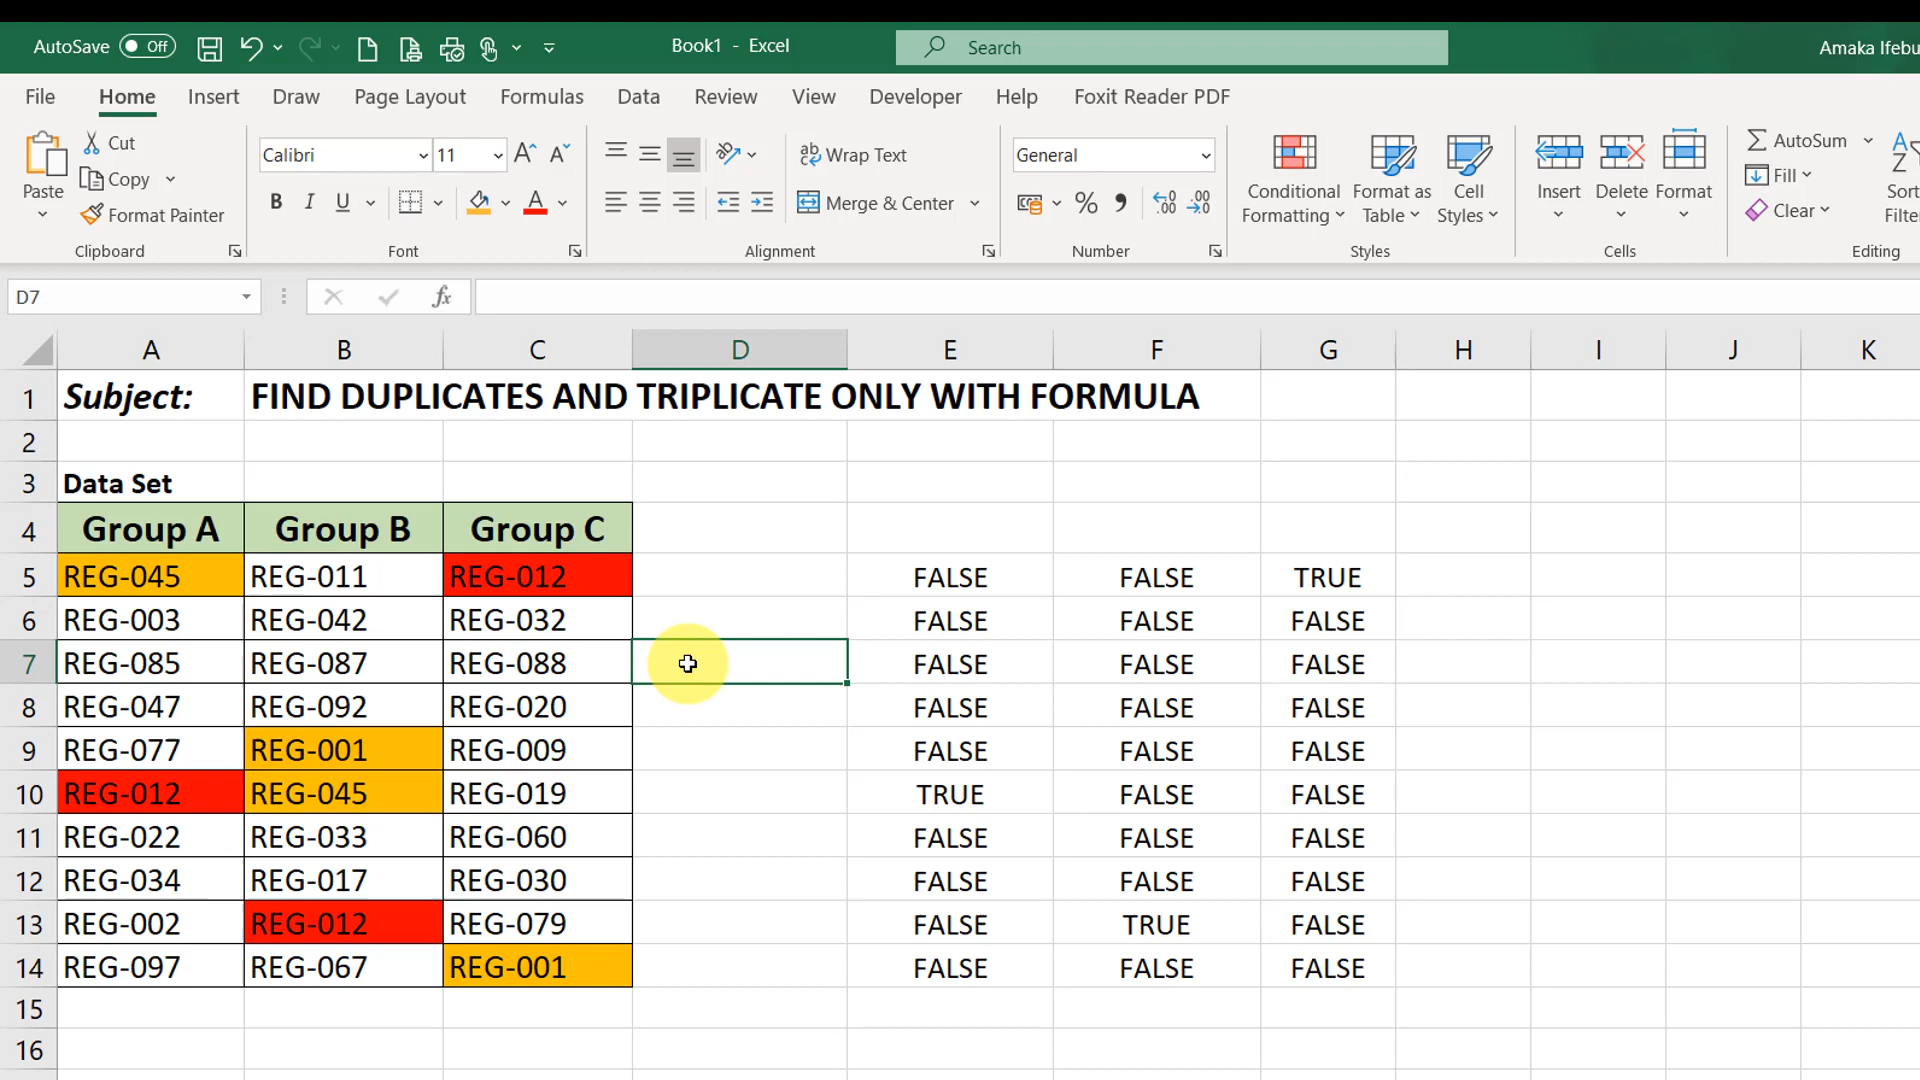 AutoSave Off Book1 - Excel Search Amaka Ifebu
File Home Insert Draw Page Layout Formulas Data Review View Developer Help Foxit Reader PDF
Paste Cut Copy Format Painter Clipboard
Calibri 11 B I U A Font
Wrap Text Merge & Center Alignment
General % Number
Conditional Formatting Format as Table Cell Styles Styles
Insert Delete Format Cells
AutoSum Fill Clear Sort Filte Editing
D7 fx
A B C D E F G H I J K
1 Subject: FIND DUPLICATES AND TRIPLICATE ONLY WITH FORMULA
2
3 Data Set
4 Group A Group B Group C
5 REG-045 REG-011 REG-012 FALSE FALSE TRUE
6 REG-003 REG-042 REG-032 FALSE FALSE FALSE
7 REG-085 REG-087 REG-088 FALSE FALSE FALSE
8 REG-047 REG-092 REG-020 FALSE FALSE FALSE
9 REG-077 REG-001 REG-009 FALSE FALSE FALSE
10 REG-012 REG-045 REG-019 TRUE FALSE FALSE
11 REG-022 REG-033 REG-060 FALSE FALSE FALSE
12 REG-034 REG-017 REG-030 FALSE FALSE FALSE
13 REG-002 REG-012 REG-079 FALSE TRUE FALSE
14 REG-097 REG-067 REG-001 FALSE FALSE FALSE
15
16